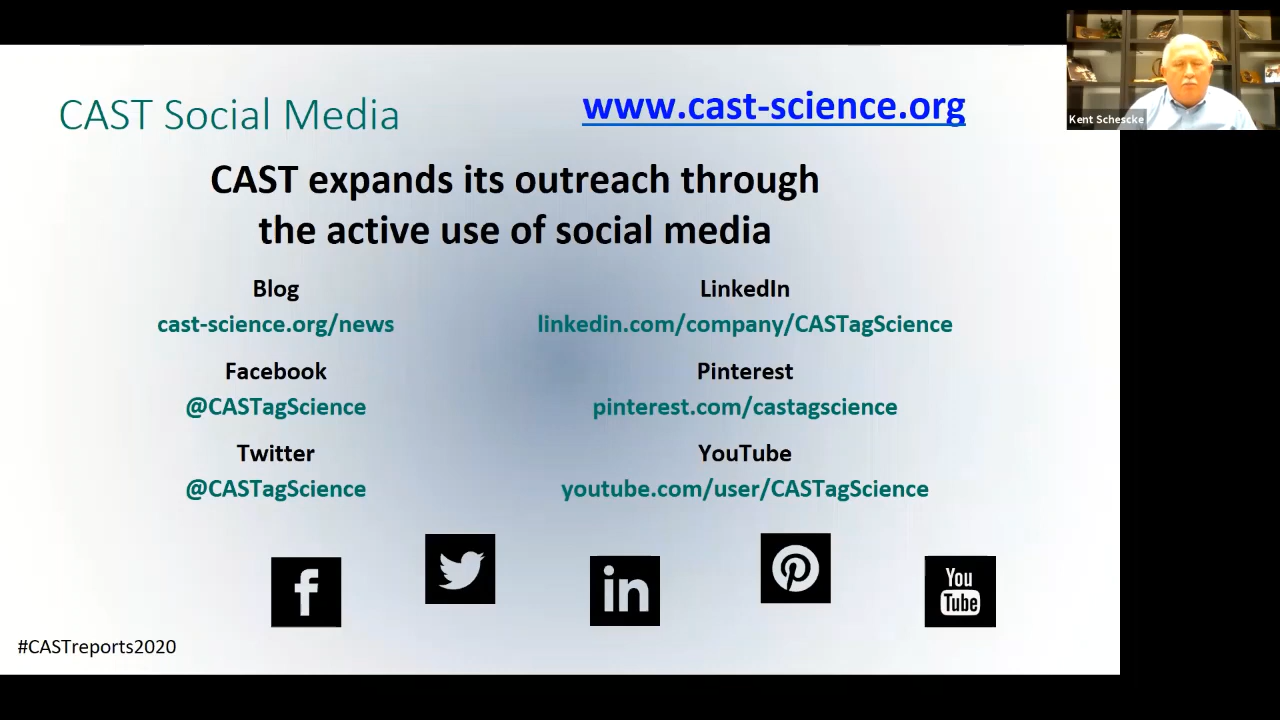 CAST Social Media
www.cast-science.org
Kent Schescke
CAST expands its outreach through
the active use of social media
Blog
cast-science.org/news
Facebook
@CASTagScience
Twitter
@CASTagScience
LinkedIn
linkedin.com/company/CASTagScience
Pinterest
pinterest.com/castagscience
YouTube
youtube.com/user/CASTagScience
f
in
You
Tube
#CASTreports2020